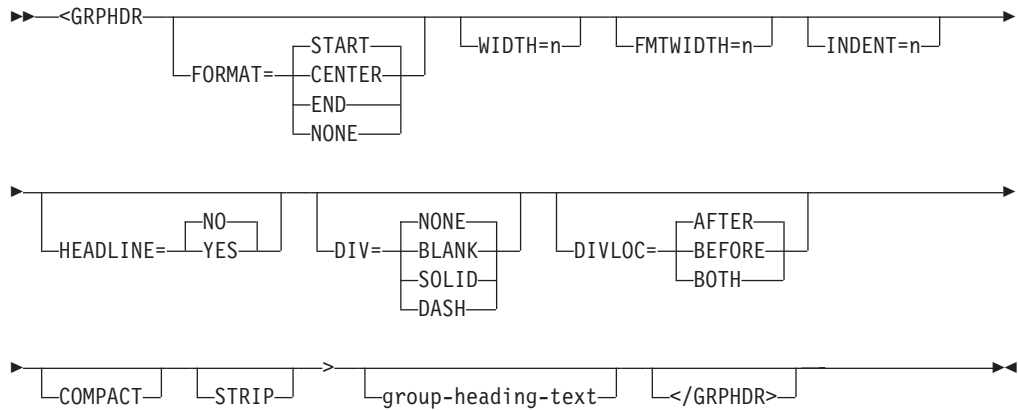 <GRPHDR
FORMAT= START WIDTH=n FMTWIDTH=n INDENT=n
CENTER
END
NONE
HEADLINE= NO DIV= NONE DIVLOC= AFTER
YES BLANK BEFORE
SOLID BOTH
DASH
COMPACT STRIP > group-heading-text </GRPHDR>